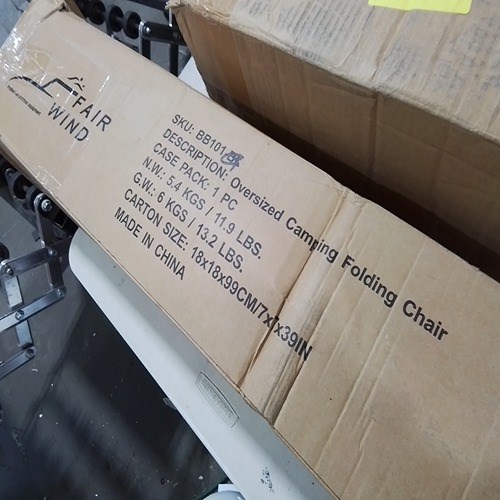 FAIR
WIND
SKU: BB101
DESCRIPTION: Oversized Camping Folding Chair
CASE PACK: 1 PC
N.W.: 5.4 KGS / 11.9 LBS.
G.W.: 6 KGS / 13.2 LBS.
CARTON SIZE: 18x18x99CM/7x7x39IN
MADE IN CHINA